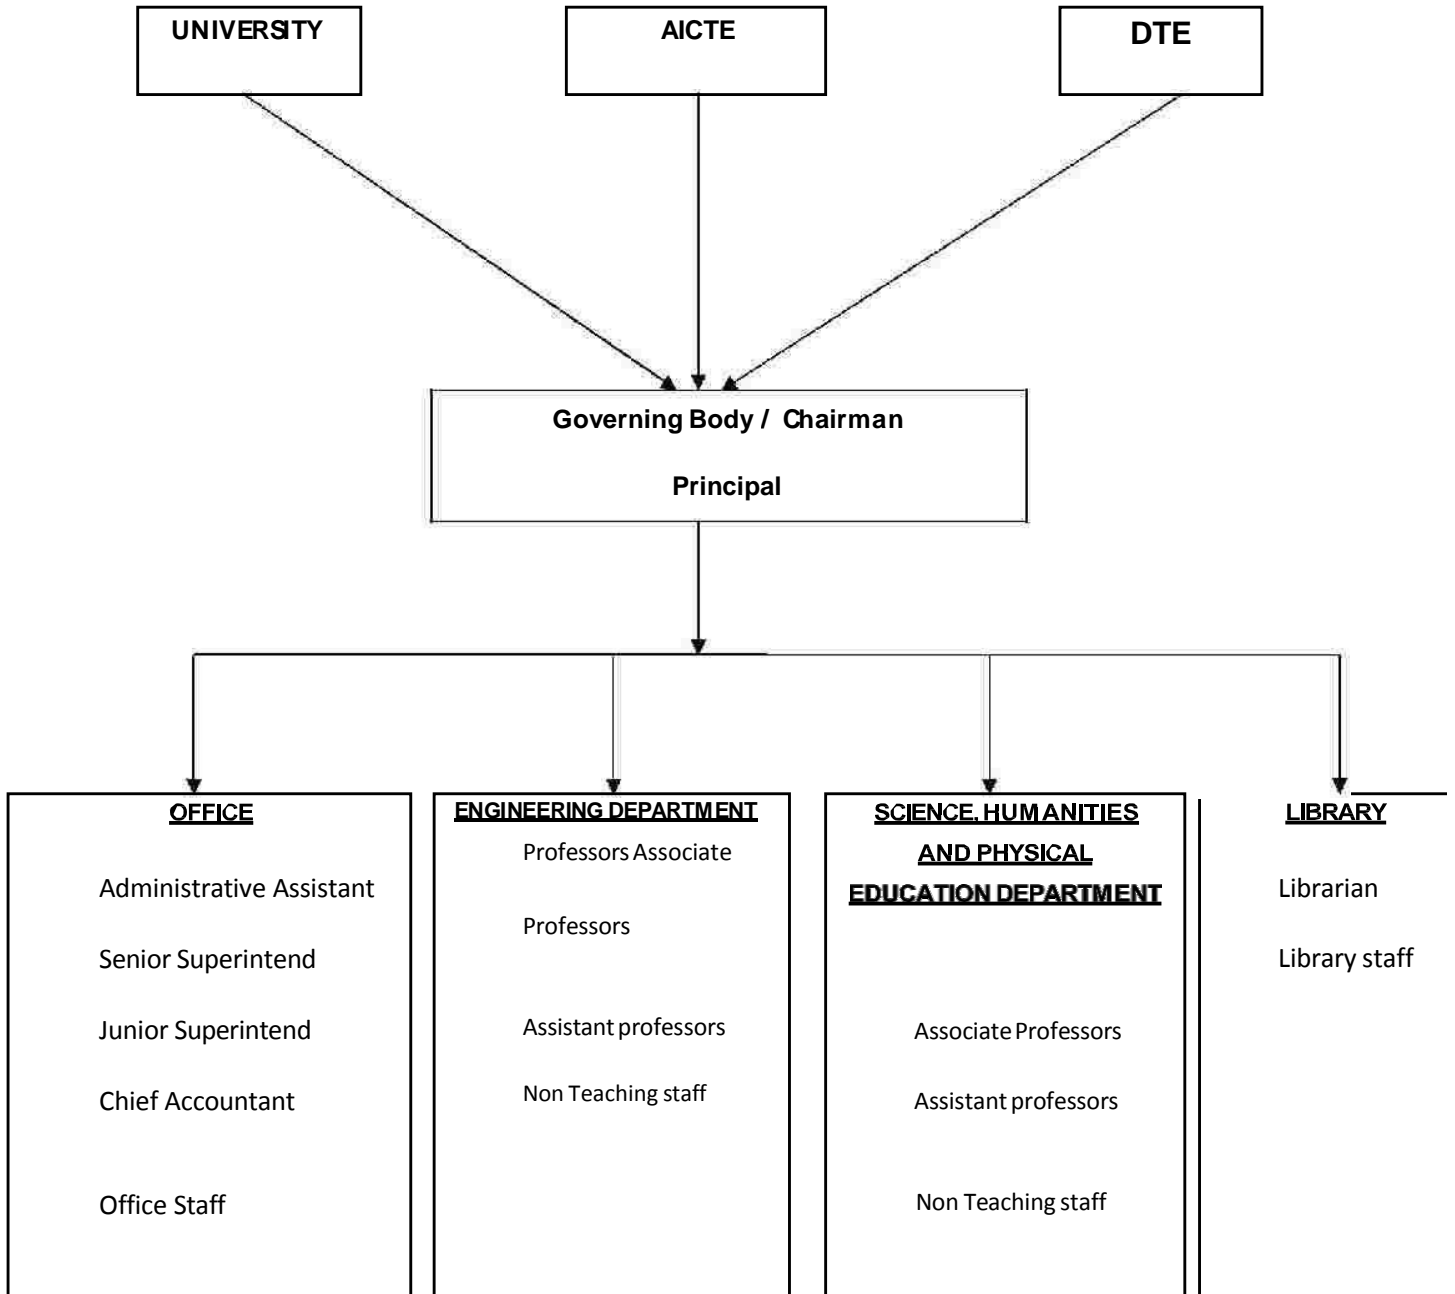 UNIVERSITY
AICTE
DTE
Governing Body / Chairman
Principal
OFFICE
Administrative Assistant
Senior Superintend
Junior Superintend
Chief Accountant
Office Staff
ENGINEERING DEPARTMENT
Professors Associate
Professors
Assistant professors
Non Teaching staff
SCIENCE, HUMANITIES
AND PHYSICAL
EDUCATION DEPARTMENT
Associate Professors
Assistant professors
Non Teaching staff
LIBRARY
Librarian
Library staff